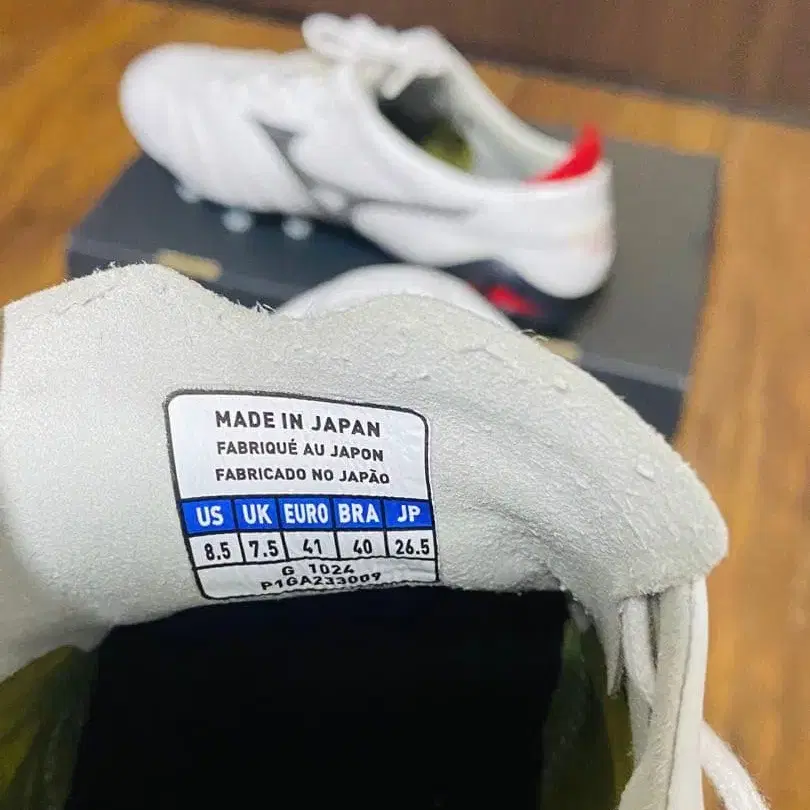 MADE IN JAPAN
FABRIQUÉ AU JAPON
FABRICADO NO JAPÃO
US UK EURO BRA JP
8.5 7.5 41 40 26.5
G 1024
P1GA233009